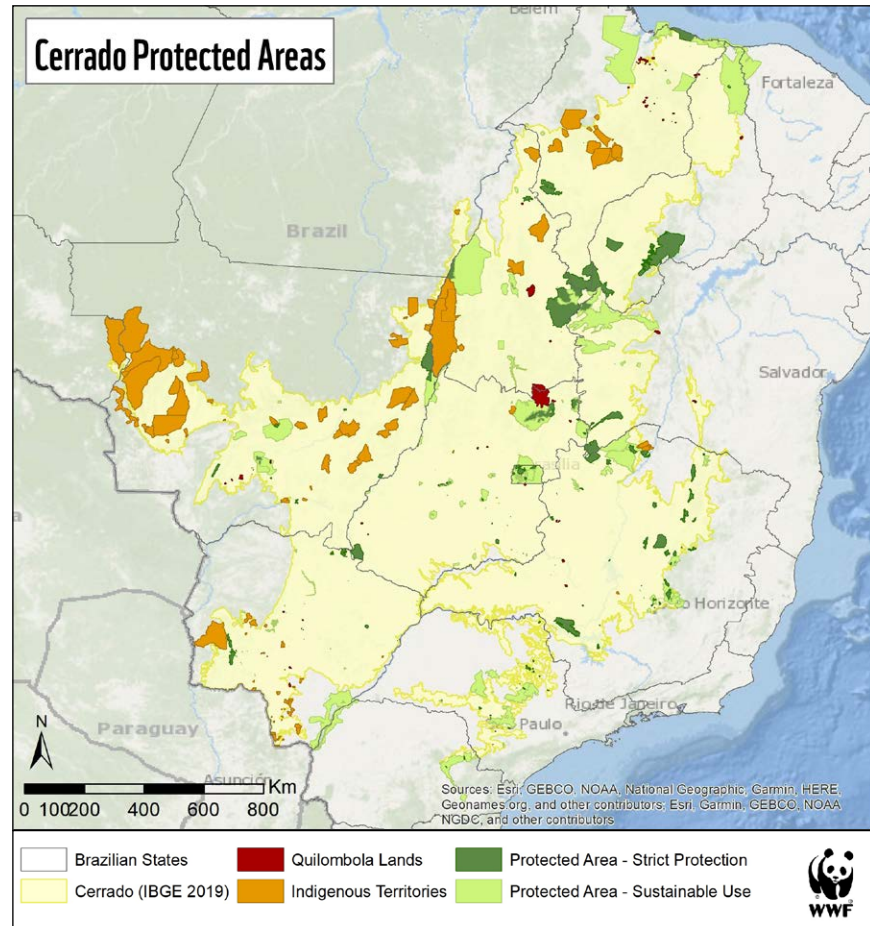 Cerrado Protected Areas
Belém
Fortaleza
Brazil
Salvador
Brasilia
Horizonte
Rio de Janeiro
Paulo
Paraguay
Asunción
N
Km
0 100200 400 600 800
Sources: Esri, GEBCO, NOAA, National Geographic, Garmin, HERE,
Geonames.org, and other contributors; Esri, Garmin, GEBCO, NOAA
NGDC, and other contributors
Brazilian States
Quilombola Lands
Protected Area - Strict Protection
Cerrado (IBGE 2019)
Indigenous Territories
Protected Area - Sustainable Use
WWF